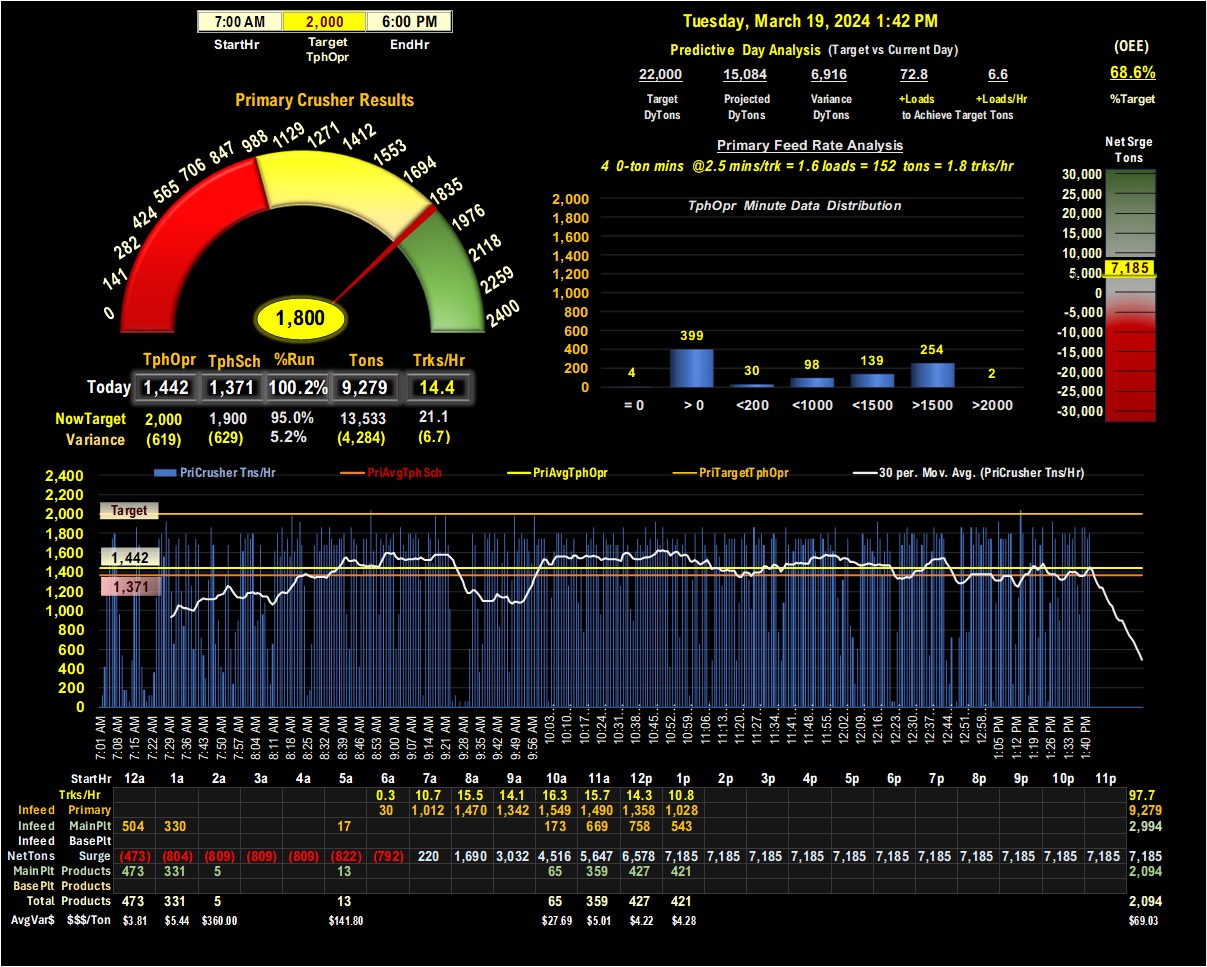 7:00 AM 2,000 6:00 PM
StartHr Target TphOpr EndHr
Tuesday, March 19, 2024 1:42 PM
Predictive Day Analysis (Target vs Current Day)
22,000 15,084 6,916 72.8 6.6
Target DyTons Projected DyTons Variance DyTons +Loads +Loads/Hr to Achieve Target Tons
(OEE)
68.6%
%Target
Primary Crusher Results
0 141 282 424 565 706 847 988 1129 1271 1412 1553 1694 1835 1976 2118 2259 2400
1,800
TphOpr TphSch %Run Tons Trks/Hr
Today 1,442 1,371 100.2% 9,279 14.4
NowTarget 2,000 1,900 95.0% 13,533 21.1
Variance (619) (629) 5.2% (4,284) (6.7)
Primary Feed Rate Analysis
4 0-ton mins @2.5 mins/trk = 1.6 loads = 152 tons = 1.8 trks/hr
TphOpr Minute Data Distribution
2,000
1,800
1,600
1,400
1,200
1,000
800
600
400
200
0
4 399 30 98 139 254 2
= 0 > 0 <200 <1000 <1500 >1500 >2000
Net Srge
Tons
30,000
25,000
20,000
15,000
10,000
7,185
5,000
0
-5,000
-10,000
-15,000
-20,000
-25,000
-30,000
PriCrusher Tns/Hr PriAvgTphSch PriAvgTphOpr PriTargetTphOpr 30 per. Mov. Avg. (PriCrusher Tns/Hr)
2,400
2,200
2,000
1,800
1,600
1,400
1,200
1,000
800
600
400
200
0
Target
1,442
1,371
7:01 AM 7:08 AM 7:15 AM 7:22 AM 7:29 AM 7:36 AM 7:43 AM 7:50 AM 7:57 AM 8:04 AM 8:11 AM 8:18 AM 8:25 AM 8:32 AM 8:39 AM 8:46 AM 8:53 AM 9:00 AM 9:07 AM 9:14 AM 9:21 AM 9:28 AM 9:35 AM 9:42 AM 9:49 AM 9:56 AM 10:03… 10:10… 10:17… 10:24… 10:31… 10:38… 10:45… 10:52… 10:59… 11:06… 11:13… 11:20… 11:27… 11:34… 11:41… 11:48… 11:55… 12:02… 12:09… 12:16… 12:23… 12:30… 12:37… 12:44… 12:51… 12:58… 1:05 PM 1:12 PM 1:19 PM 1:26 PM 1:33 PM 1:40 PM
StartHr 12a 1a 2a 3a 4a 5a 6a 7a 8a 9a 10a 11a 12p 1p 2p 3p 4p 5p 6p 7p 8p 9p 10p 11p
Trks/Hr 0.3 10.7 15.5 14.1 16.3 15.7 14.3 10.8 97.7
Infeed Primary 30 1,012 1,470 1,342 1,549 1,490 1,358 1,028 9,279
Infeed MainPlt 504 330 17 173 669 758 543 2,994
Infeed BasePlt
NetTons Surge (473) (804) (809) (809) (809) (822) (792) 220 1,690 3,032 4,516 5,647 6,578 7,185 7,185 7,185 7,185 7,185 7,185 7,185 7,185 7,185 7,185 7,185 7,185
MainPlt Products 473 331 5 13 65 359 427 421 2,094
BasePlt Products
Total Products 473 331 5 13 65 359 427 421 2,094
AvgVar$ $$$/Ton $3.81 $5.44 $360.00 $141.80 $27.69 $5.01 $4.22 $4.28 $69.03